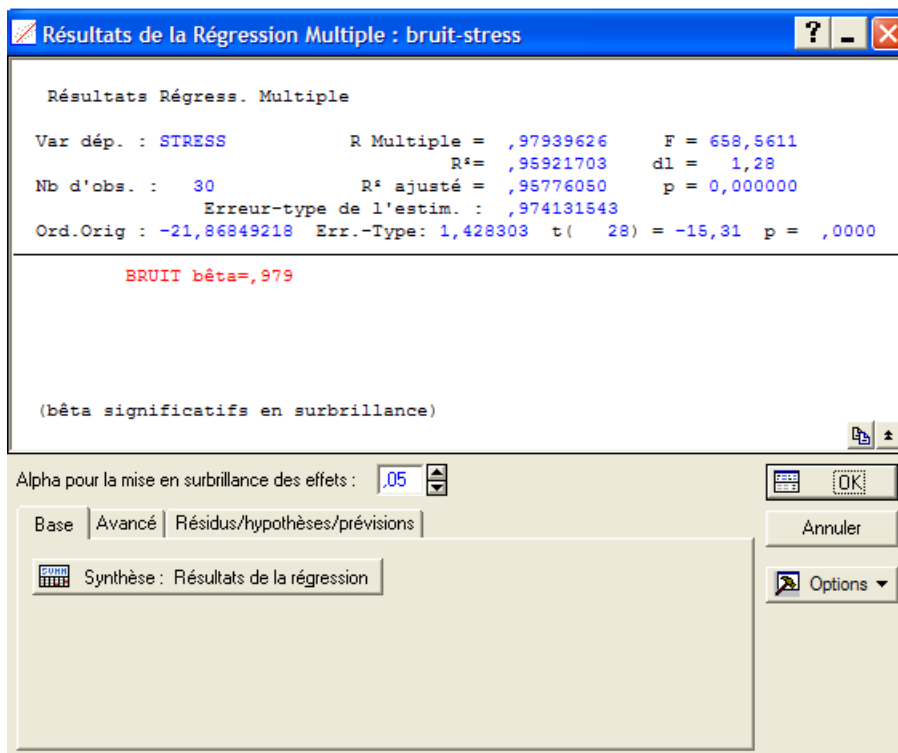 Résultats de la Régression Multiple : bruit-stress
Résultats Régress. Multiple
Var dép. : STRESS R Multiple = ,97939626 F = 658,5611
R²= ,95921703 dl = 1,28
Nb d'obs. : 30 R² ajusté = ,95776050 p = 0,000000
Erreur-type de l'estim. : ,974131543
Ord.Orig : -21,86849218 Err.-Type: 1,428303 t( 28) = -15,31 p = ,0000
BRUIT bêta=,979
(bêta significatifs en surbrillance)
Alpha pour la mise en surbrillance des effets : ,05
OK
Base Avancé Résidus/hypothèses/prévisions
Annuler
SUMM Synthèse : Résultats de la régression
Options